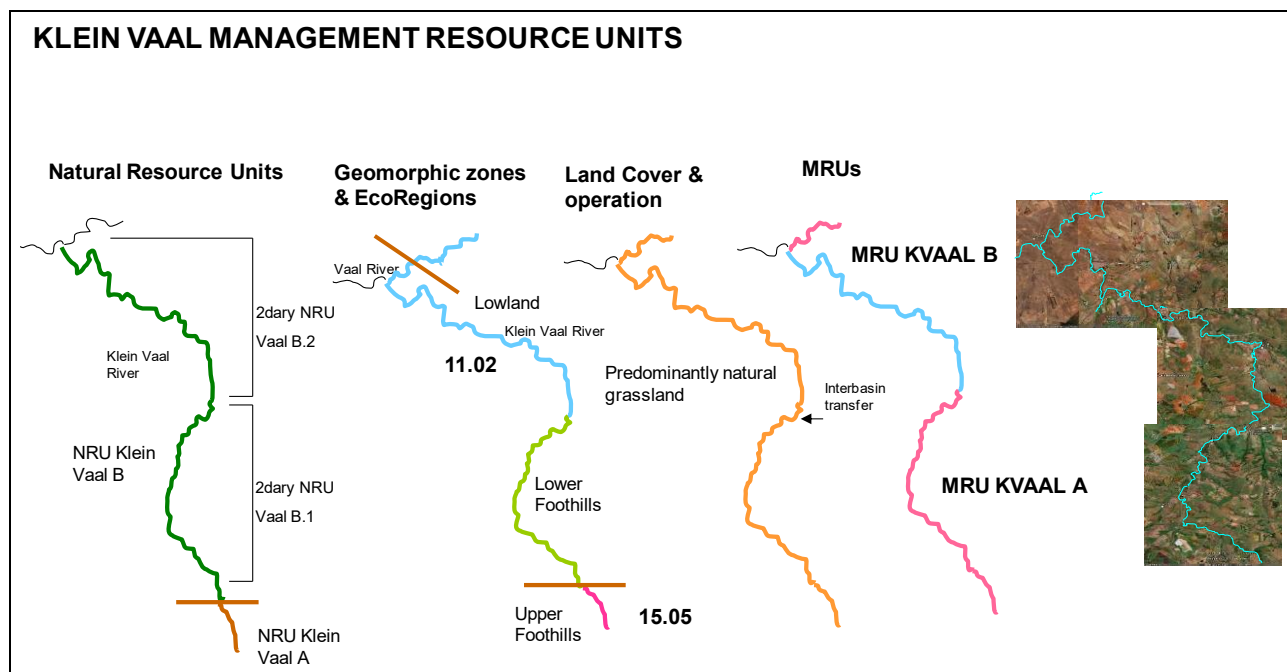 KLEIN VAAL MANAGEMENT RESOURCE UNITS
Natural Resource Units
2dary NRU
Vaal B.2
Klein Vaal
River
NRU Klein
Vaal B
2dary NRU
Vaal B.1
NRU Klein
Vaal A
Geomorphic zones
& EcoRegions
Vaal River
Lowland
Klein Vaal River
11.02
Lower
Foothills
Upper
Foothills
15.05
Land Cover &
operation
Predominantly natural
grassland
Interbasin
transfer
MRUs
MRU KVAAL B
MRU KVAAL A